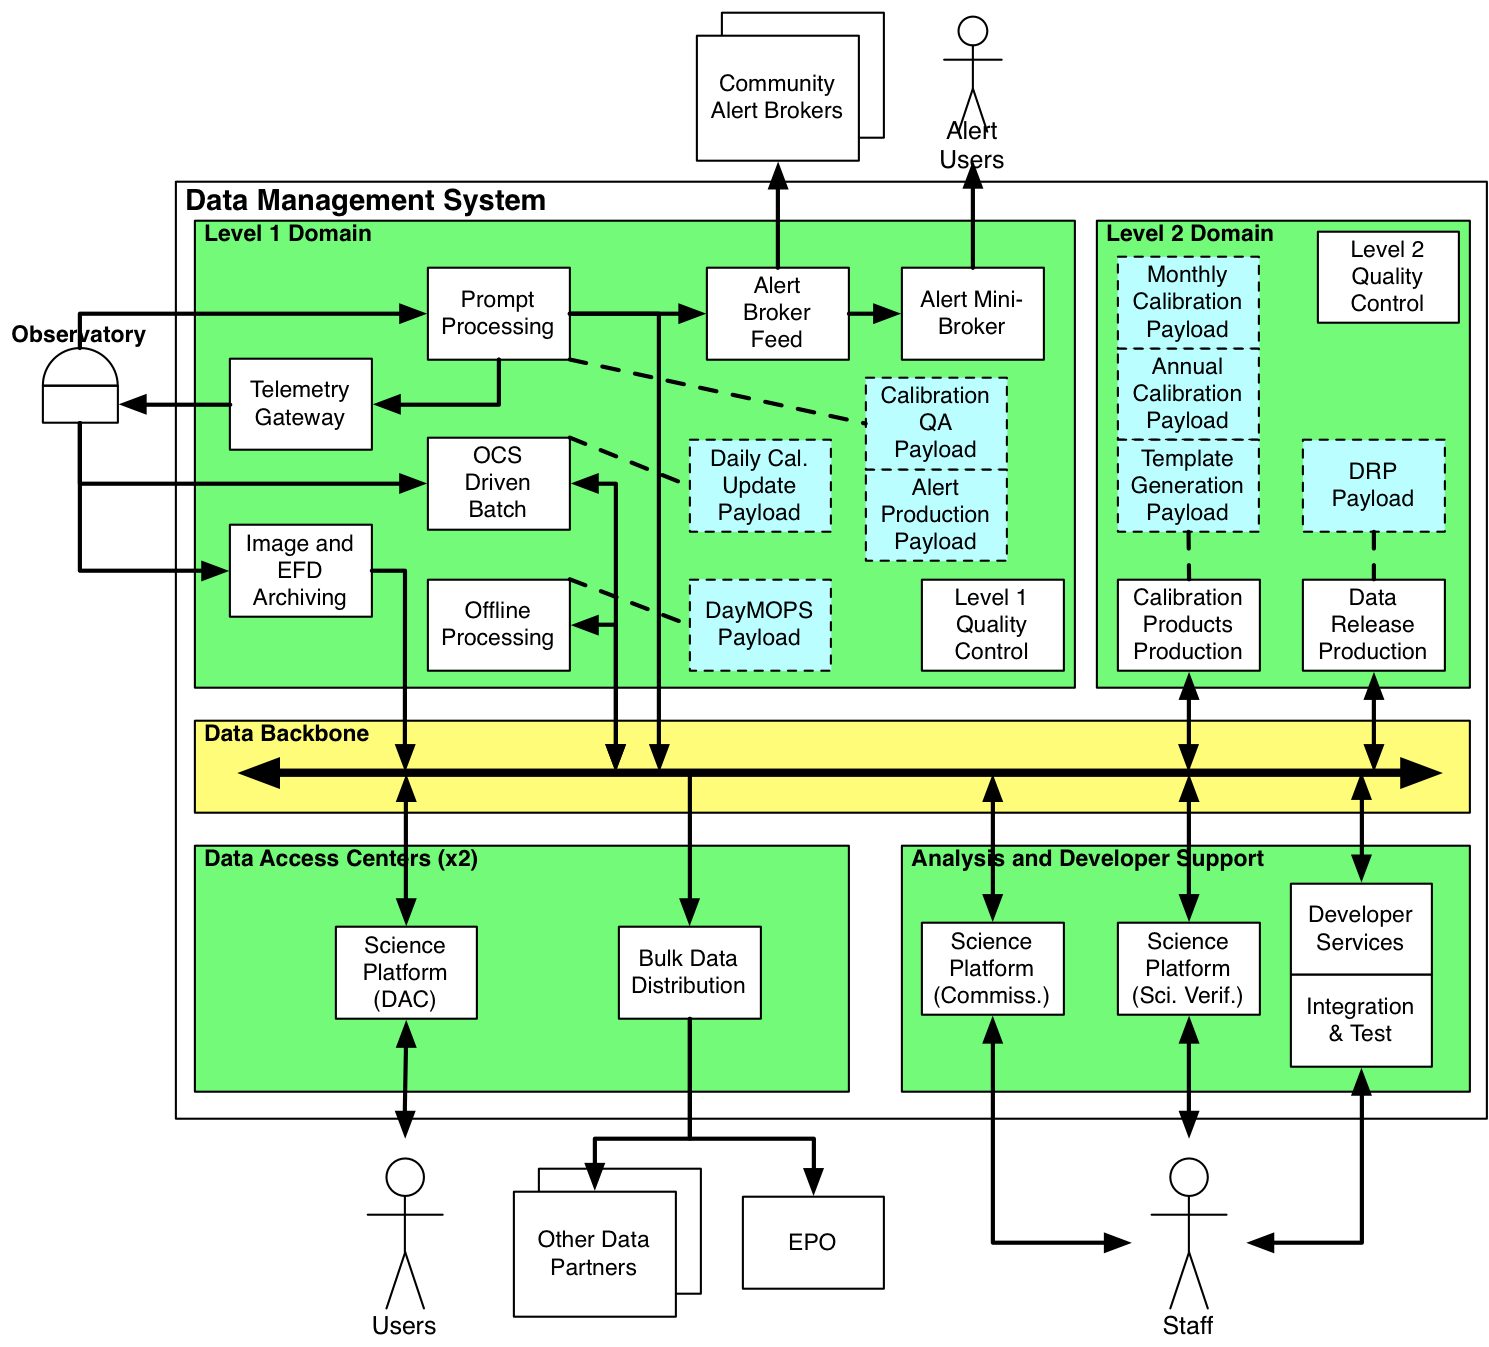 Community
Alert Brokers
Alert
Users
Data Management System
Level 1 Domain
Prompt
Processing
Alert
Broker
Feed
Alert Mini-
Broker
Observatory
Telemetry
Gateway
Calibration
QA
Payload
OCS
Driven
Batch
Daily Cal.
Update
Payload
Alert
Production
Payload
Image and
EFD
Archiving
Offline
Processing
DayMOPS
Payload
Level 1
Quality
Control
Level 2 Domain
Level 2
Quality
Control
Monthly
Calibration
Payload
Annual
Calibration
Payload
Template
Generation
Payload
DRP
Payload
Calibration
Products
Production
Data
Release
Production
Data Backbone
Data Access Centers (x2)
Science
Platform
(DAC)
Bulk Data
Distribution
Analysis and Developer Support
Science
Platform
(Commiss.)
Science
Platform
(Sci. Verif.)
Developer
Services
Integration
& Test
Users
Other Data
Partners
EPO
Staff